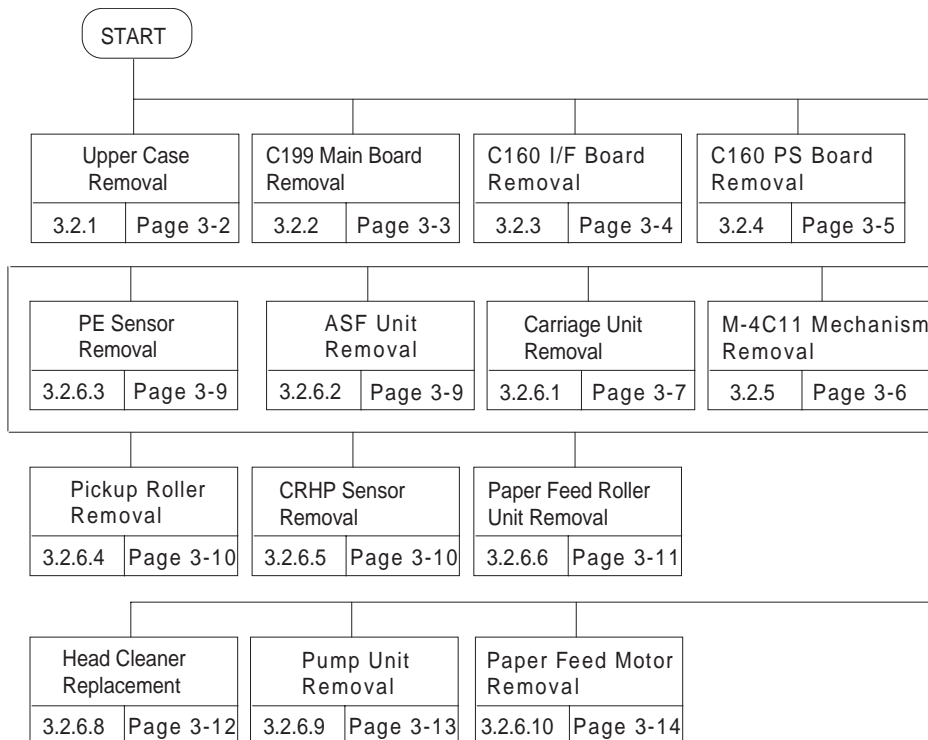 START
Upper Case
Removal
3.2.1 Page 3-2
C199 Main Board
Removal
3.2.2 Page 3-3
C160 I/F Board
Removal
3.2.3 Page 3-4
C160 PS Board
Removal
3.2.4 Page 3-5
PE Sensor
Removal
3.2.6.3 Page 3-9
ASF Unit
Removal
3.2.6.2 Page 3-9
Carriage Unit
Removal
3.2.6.1 Page 3-7
M-4C11 Mechanism
Removal
3.2.5 Page 3-6
Pickup Roller
Removal
3.2.6.4 Page 3-10
CRHP Sensor
Removal
3.2.6.5 Page 3-10
Paper Feed Roller
Unit Removal
3.2.6.6 Page 3-11
Head Cleaner
Replacement
3.2.6.8 Page 3-12
Pump Unit
Removal
3.2.6.9 Page 3-13
Paper Feed Motor
Removal
3.2.6.10 Page 3-14